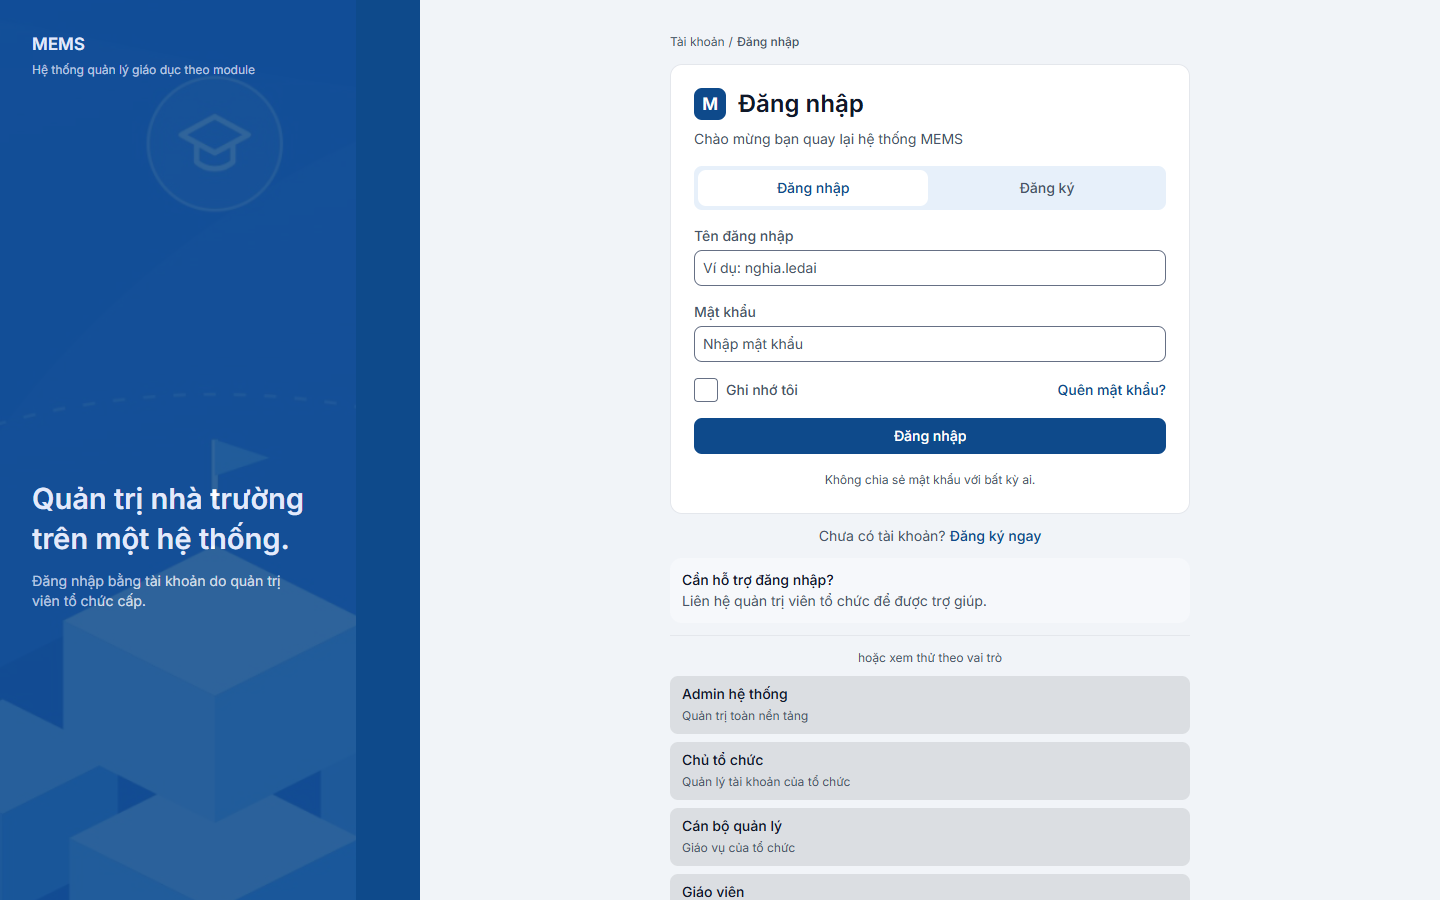 MEMS
Hệ thống quản lý giáo dục theo module
Quản trị nhà trường
trên một hệ thống.
Đăng nhập bằng tài khoản do quản trị
viên tổ chức cấp.
Tài khoản / Đăng nhập
M Đăng nhập
Chào mừng bạn quay lại hệ thống MEMS
Đăng nhập Đăng ký
Tên đăng nhập
Ví dụ: nghia.ledai
Mật khẩu
Nhập mật khẩu
Ghi nhớ tôi Quên mật khẩu?
Đăng nhập
Không chia sẻ mật khẩu với bất kỳ ai.
Chưa có tài khoản? Đăng ký ngay
Cần hỗ trợ đăng nhập?
Liên hệ quản trị viên tổ chức để được trợ giúp.
hoặc xem thử theo vai trò
Admin hệ thống
Quản trị toàn nền tảng
Chủ tổ chức
Quản lý tài khoản của tổ chức
Cán bộ quản lý
Giáo vụ của tổ chức
Giáo viên